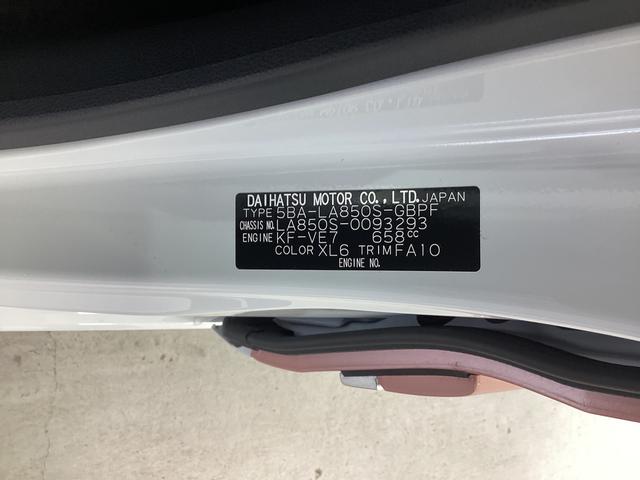 DAIHATSU MOTOR CO., LTD. JAPAN
TYPE 5BA-LA850S-GBPF
CHASSIS NO. LA850S-0093293
ENGINE KF-VE7 658cc
COLOR XL6 TRIM FA10
ENGINE NO.